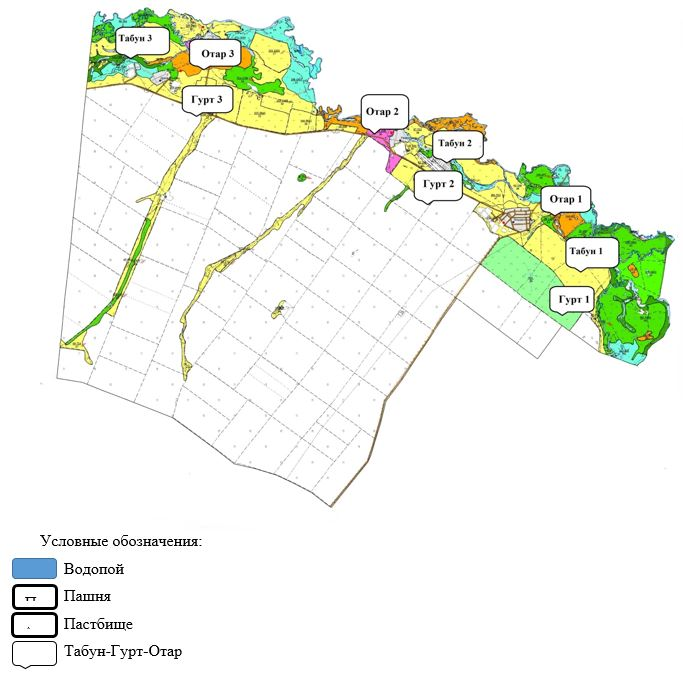 Табун 3
Отар 3
Гурт 3
Отар 2
Табун 2
Гурт 2
Отар 1
Табун 1
Гурт 1
Условные обозначения:
Водопой
Пашня
Пастбище
Табун-Гурт-Отар